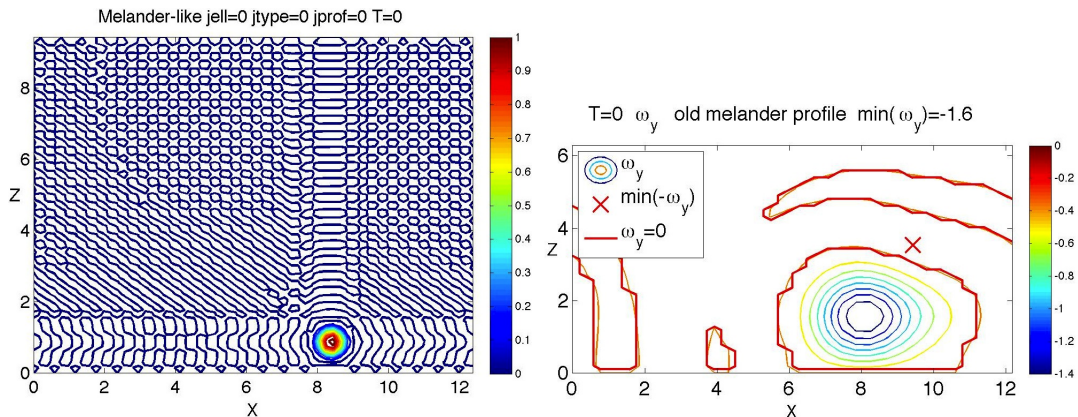 Melander-like jell=0 jtype=0 jprof=0 T=0
8
6
Z
4
2
0
0 2 4 6 8 10 12
X
1
0.9
0.8
0.7
0.6
0.5
0.4
0.3
0.2
0.1
0
T=0 ω_y old melander profile min(ω_y)=-1.6
ω_y
min(-ω_y)
ω_y=0
6
4
Z
2
0
0 2 4 6 8 10 12
X
0
-0.2
-0.4
-0.6
-0.8
-1
-1.2
-1.4